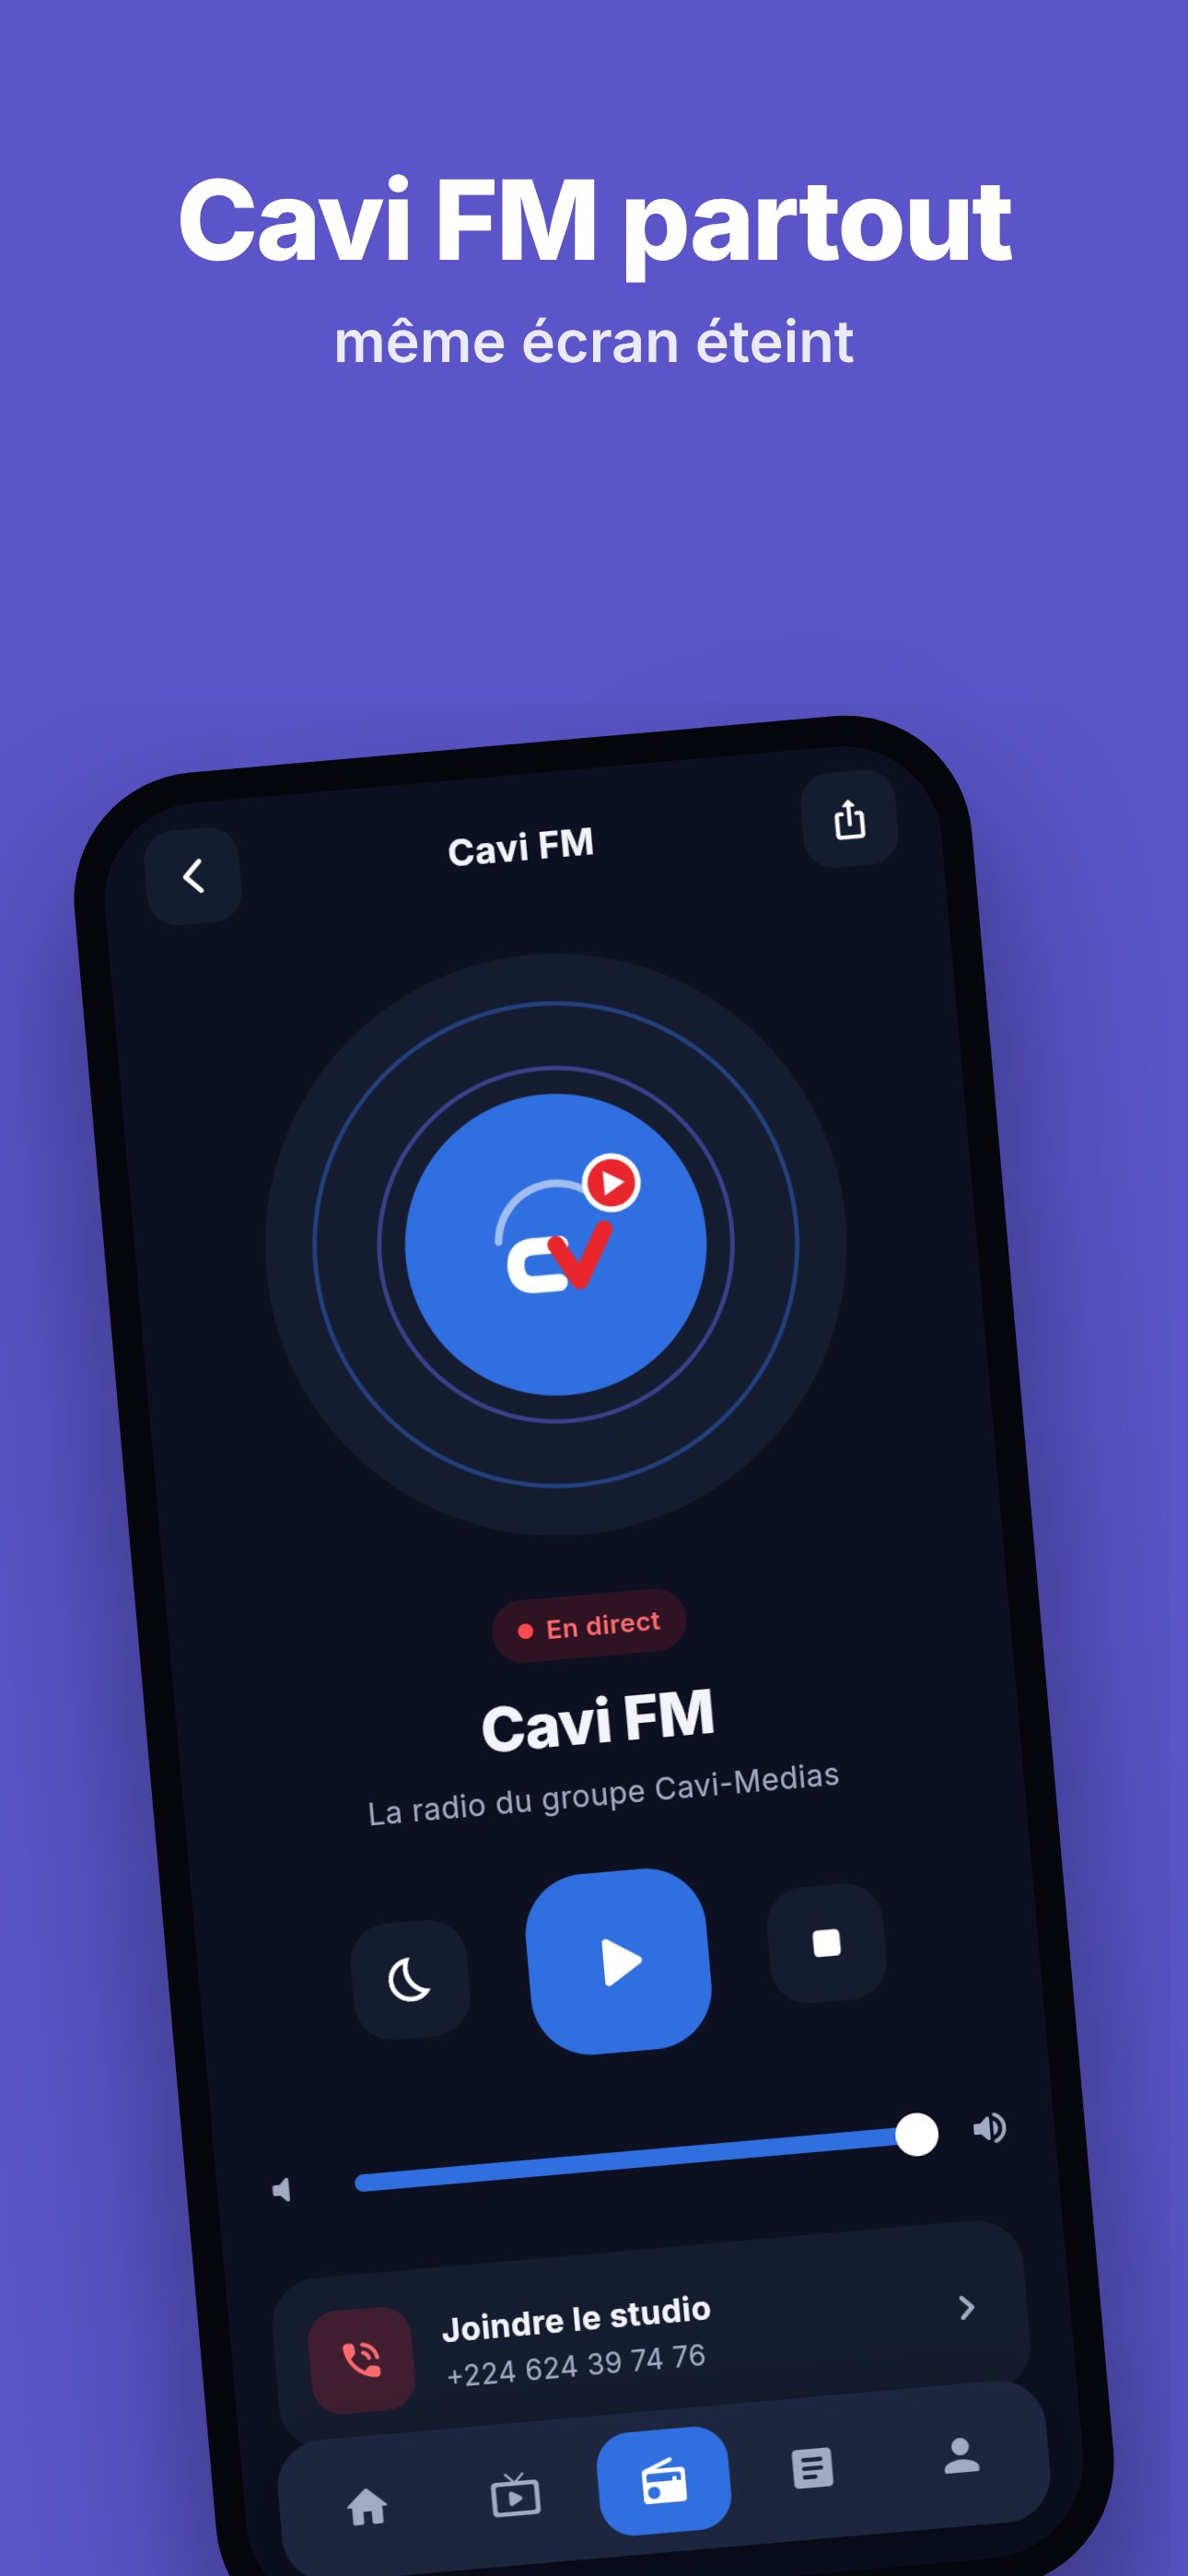 Cavi FM partout
même écran éteint
Cavi FM
En direct
Cavi FM
La radio du groupe Cavi-Medias
Joindre le studio
+224 624 39 74 76